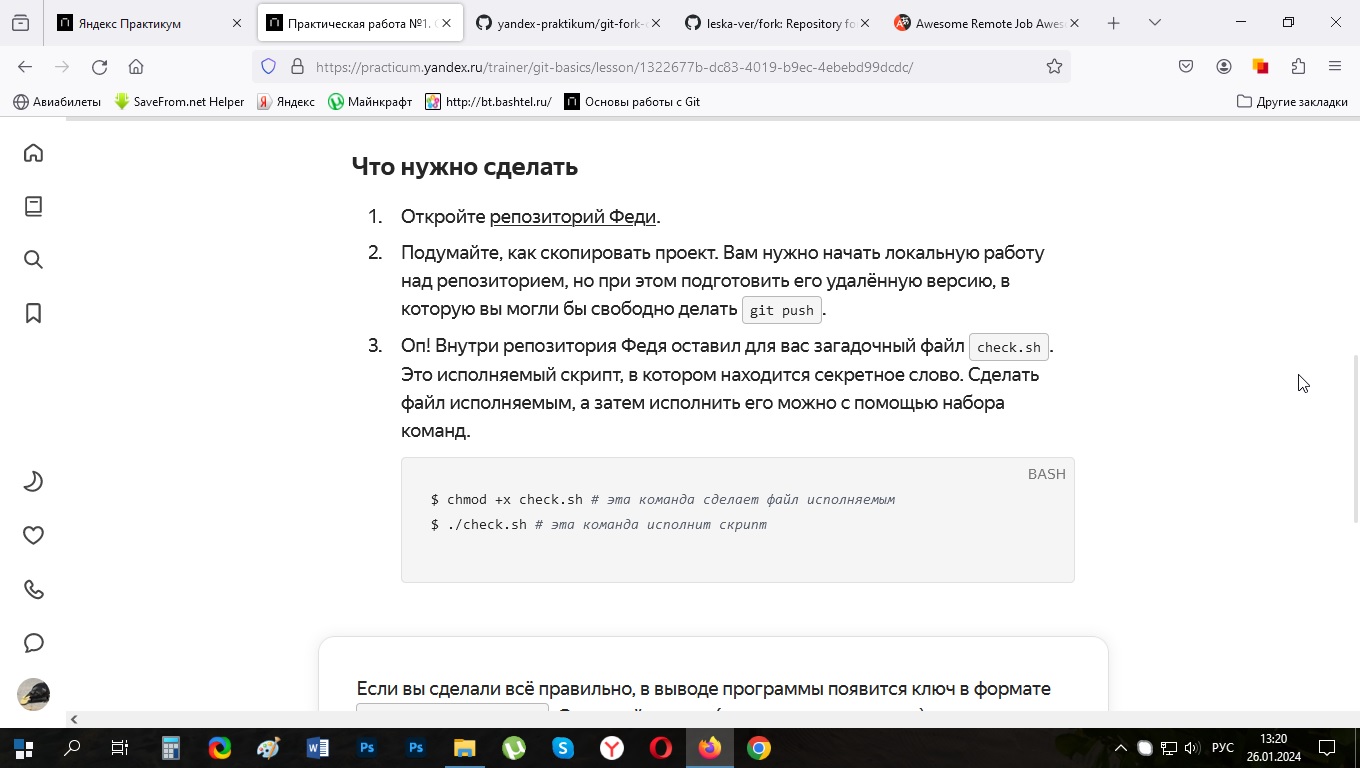 Яндекс Практикум
Практическая работа №1. С
yandex-praktikum/git-fork-c
leska-ver/fork: Repository fo
Awesome Remote Job Awes
https://practicum.yandex.ru/trainer/git-basics/lesson/1322677b-dc83-4019-b9ec-4ebebd99dcdc/
Авиабилеты
SaveFrom.net Helper
Яндекс
Майнкрафт
http://bt.bashtel.ru/
Основы работы с Git
Другие закладки
Что нужно сделать
1. Откройте репозиторий Феди.
2. Подумайте, как скопировать проект. Вам нужно начать локальную работу
над репозиторием, но при этом подготовить его удалённую версию, в
которую вы могли бы свободно делать git push.
3. Оп! Внутри репозитория Федя оставил для вас загадочный файл check.sh.
Это исполняемый скрипт, в котором находится секретное слово. Сделать
файл исполняемым, а затем исполнить его можно с помощью набора
команд.
BASH
$ chmod +x check.sh # эта команда сделает файл исполняемым
$ ./check.sh # эта команда исполнит скрипт
Если вы сделали всё правильно, в выводе программы появится ключ в формате
РУС
13:20
26.01.2024